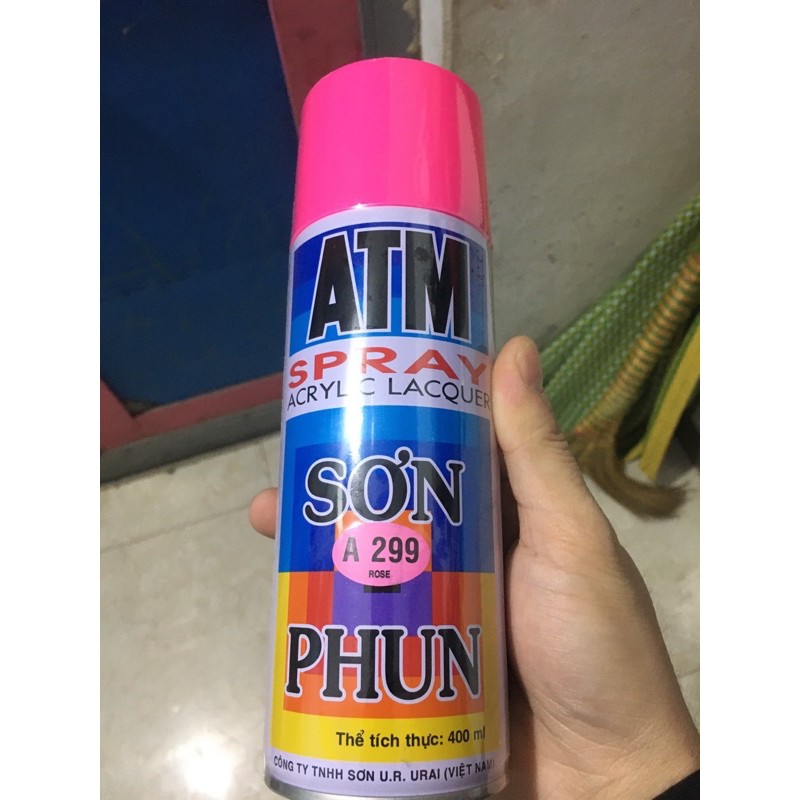 ATM
SPRAY
ACRYLIC LACQUER
SƠN
A 299
ROSE
PHUN
Thể tích thực: 400 ml
CÔNG TY TNHH SƠN U.R. URAI (VIỆT NAM)